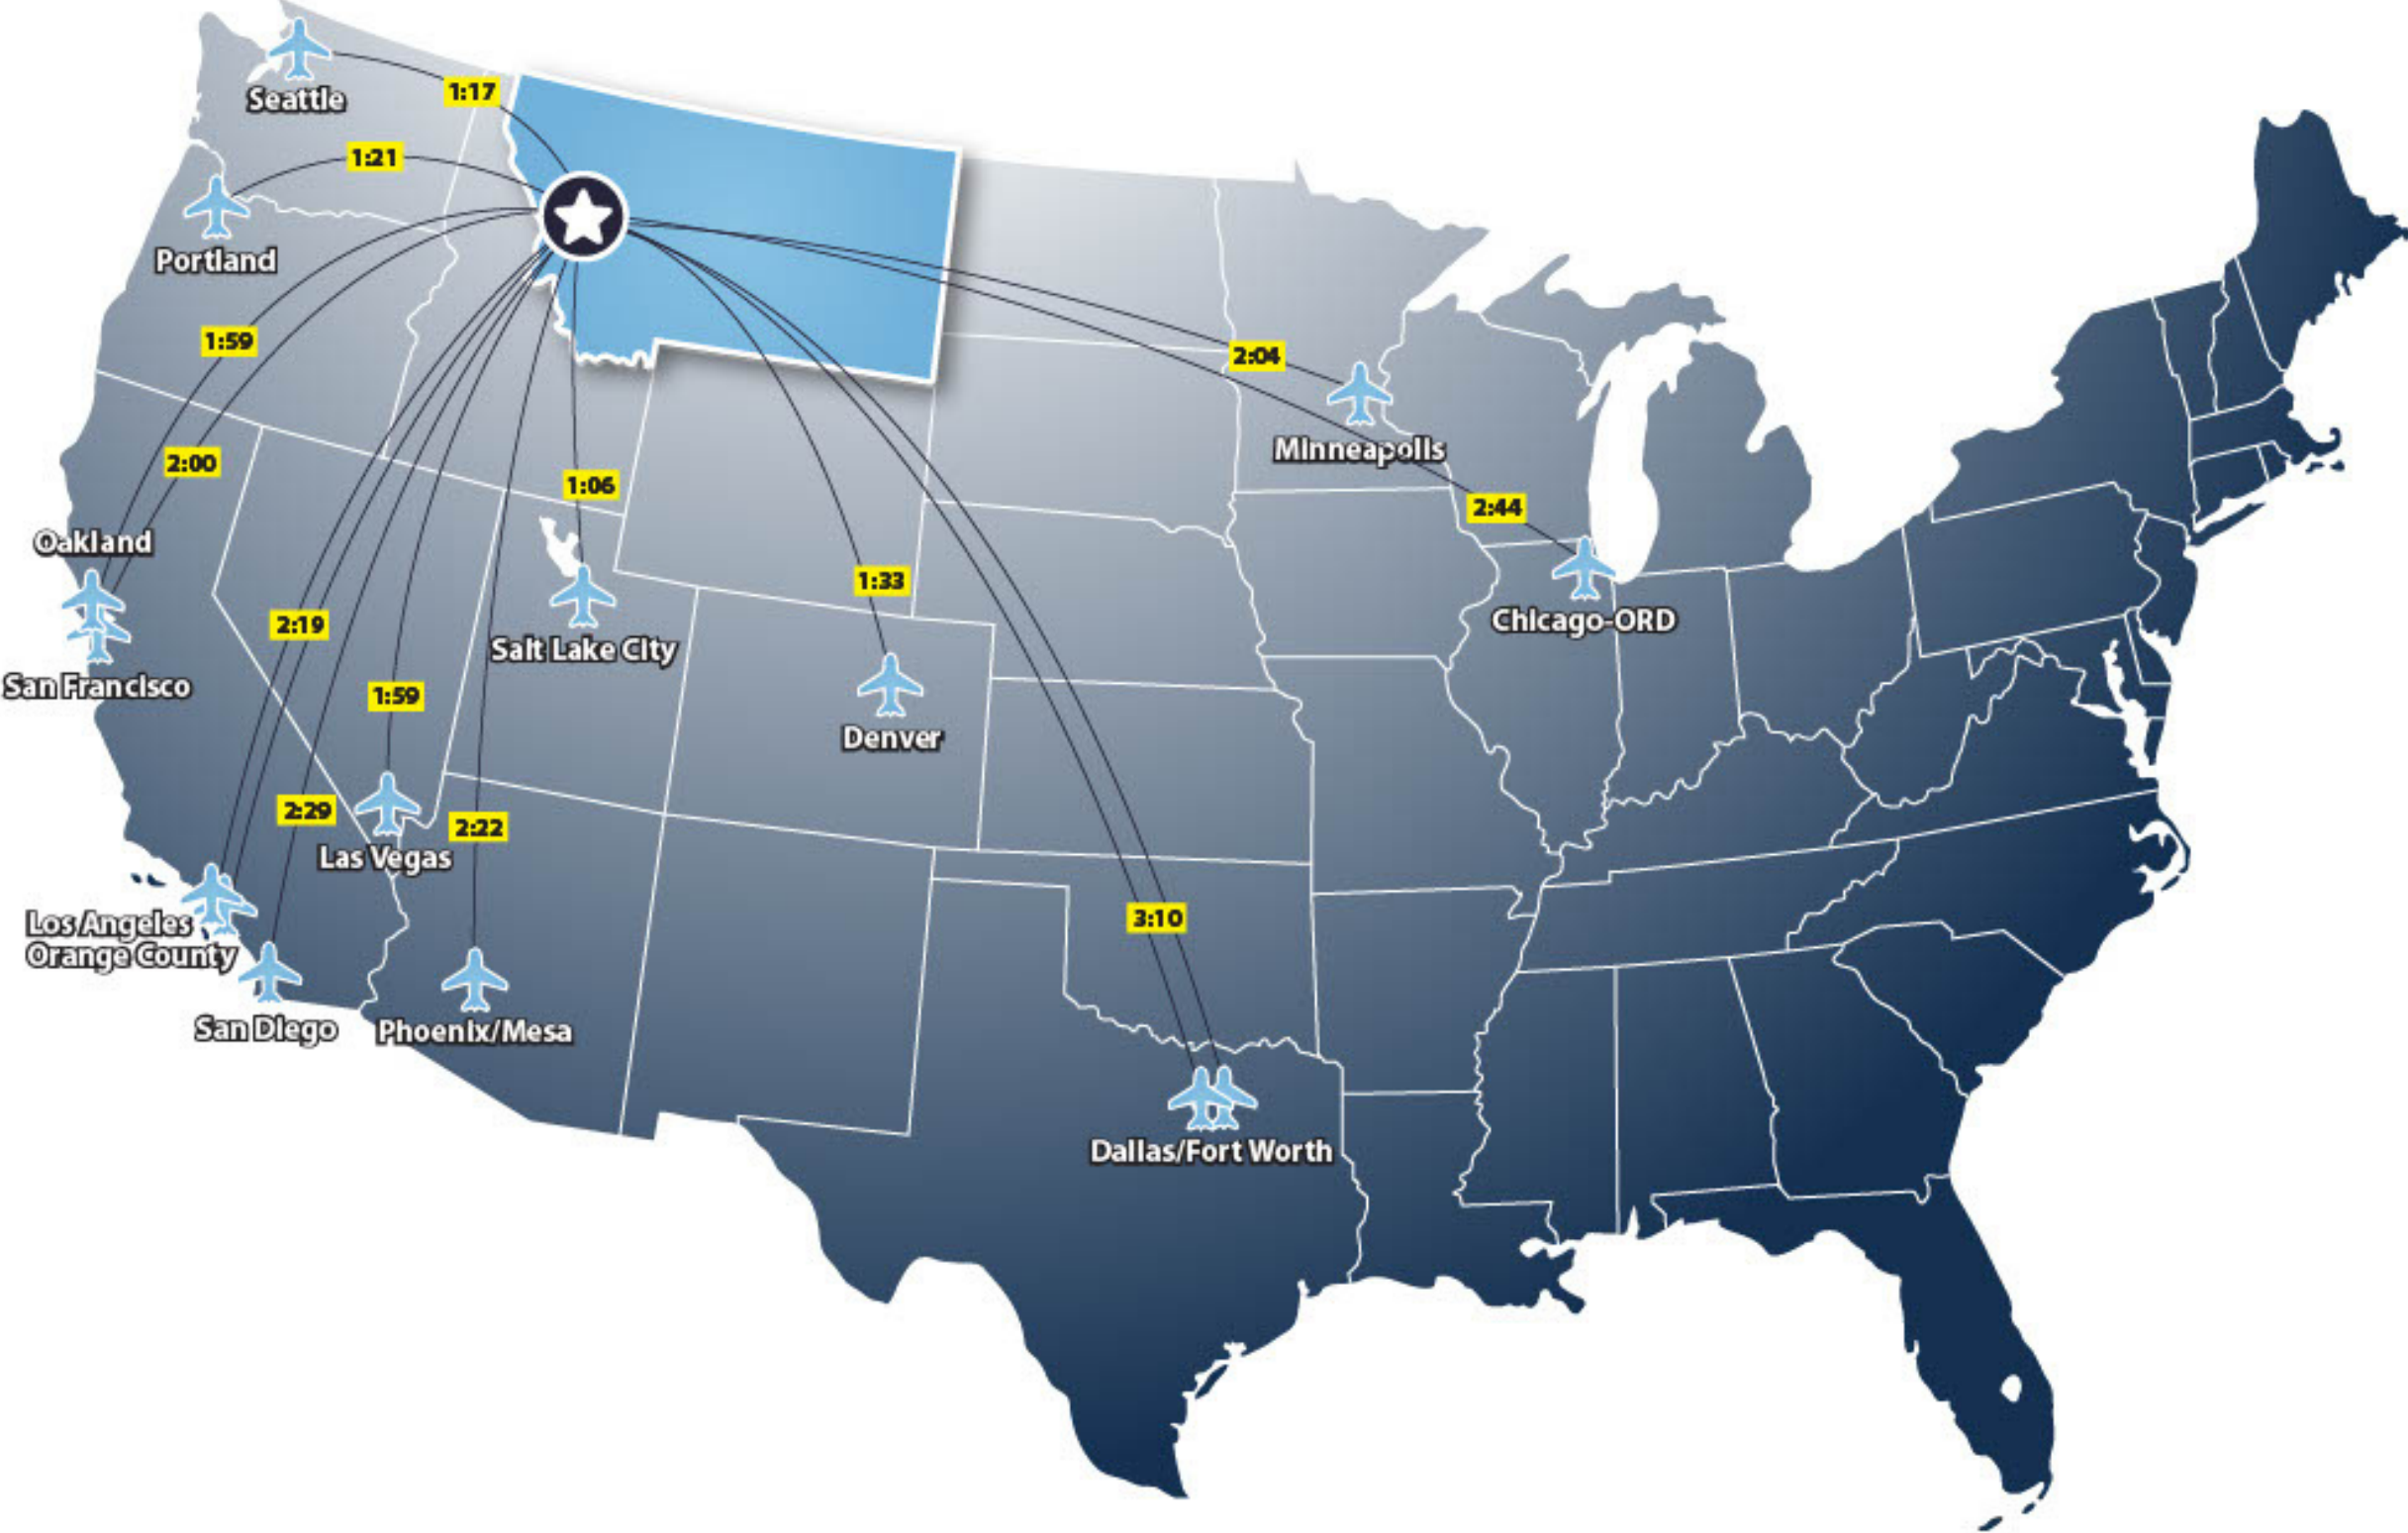 Seattle
1:17
1:21
Portland
1:59
2:04
Minneapolis
2:00
1:06
2:44
Oakland
1:33
Chicago-ORD
2:19
Salt Lake City
San Francisco
1:59
Denver
2:29
2:22
Las Vegas
3:10
Los Angeles
Orange County
San Diego
Phoenix/Mesa
Dallas/Fort Worth